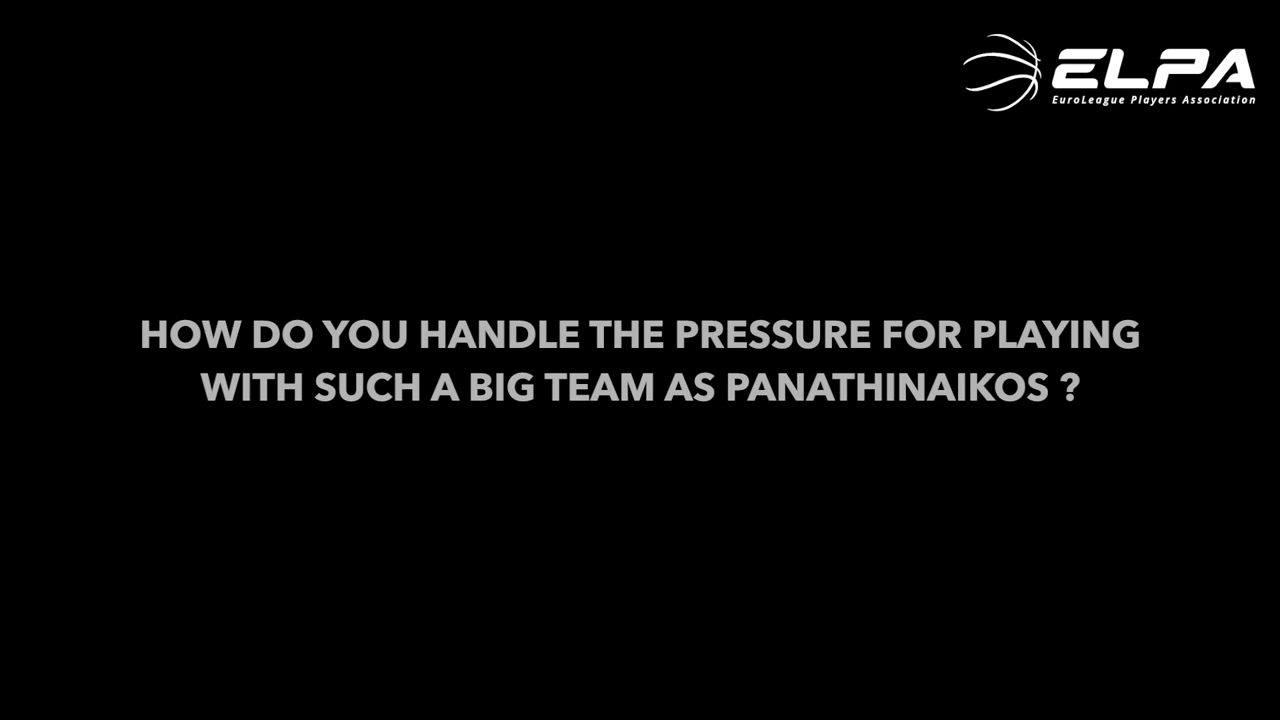 ELPA
EuroLeague Players Association
HOW DO YOU HANDLE THE PRESSURE FOR PLAYING
WITH SUCH A BIG TEAM AS PANATHINAIKOS ?